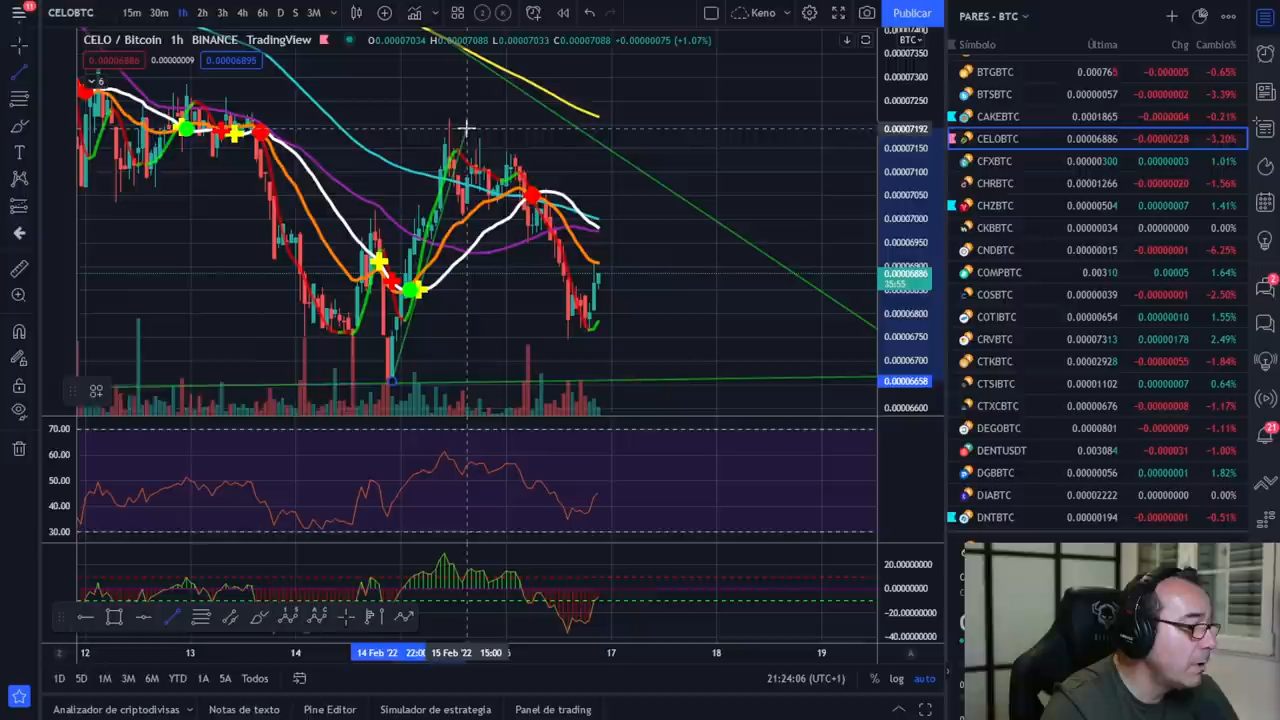 11 CELOBTC 15m 30m 1h 2h 3h 4h 6h D S 3M 2 K Keno Publicar
CELO / Bitcoin 1h BINANCE TradingView O0.00007034 H0.00007088 L0.00007033 C0.00007088 +0.00000075 (+1.07%) BTC
0.00006886 0.00000009 0.00006895
6
0.00007350
0.00007300
0.00007250
0.00007192
0.00007150
0.00007100
0.00007050
0.00007000
0.00006950
0.00006886
35:55
0.00006800
0.00006750
0.00006700
0.00006658
0.00006600
70.00
60.00
50.00
40.00
30.00
20.00000000
0.00000000
-20.00000000
-40.00000000
12 13 14 14 Feb '22 22:00 15 Feb '22 15:00 17 18 19 A
1D 5D 1M 3M 6M YTD 1A 5A Todos 21:24:06 (UTC+1) % log auto
Analizador de criptodivisas Notas de texto Pine Editor Simulador de estrategia Panel de trading
PARES - BTC
Símbolo Última Chg Cambio%
BTGBTC 0.000765 -0.000005 -0.65%
BTSBTC 0.00000057 -0.00000002 -3.39%
CAKEBTC 0.0001865 -0.0000004 -0.21%
CELOBTC 0.00006886 -0.00000228 -3.20%
CFXBTC 0.00000300 0.00000003 1.01%
CHRBTC 0.00001266 -0.00000020 -1.56%
CHZBTC 0.00000504 0.00000007 1.41%
CKBBTC 0.00000034 0.00000000 0.00%
CNDBTC 0.00000015 -0.00000001 -6.25%
COMPBTC 0.00310 0.00005 1.64%
COSBTC 0.00000039 -0.00000001 -2.50%
COTIBTC 0.00000654 0.00000010 1.55%
CRVBTC 0.00007313 0.00000178 2.49%
CTKBTC 0.00002928 -0.00000055 -1.84%
CTSIBTC 0.00001102 0.00000007 0.64%
CTXCBTC 0.00000676 -0.00000008 -1.17%
DEGOBTC 0.0000801 -0.0000009 -1.11%
DENTUSDT 0.003084 -0.000031 -1.00%
DGBBTC 0.00000056 0.00000001 1.82%
DIABTC 0.00002222 0.00000000 0.00%
DNTBTC 0.00000194 -0.00000001 -0.51%
2
21